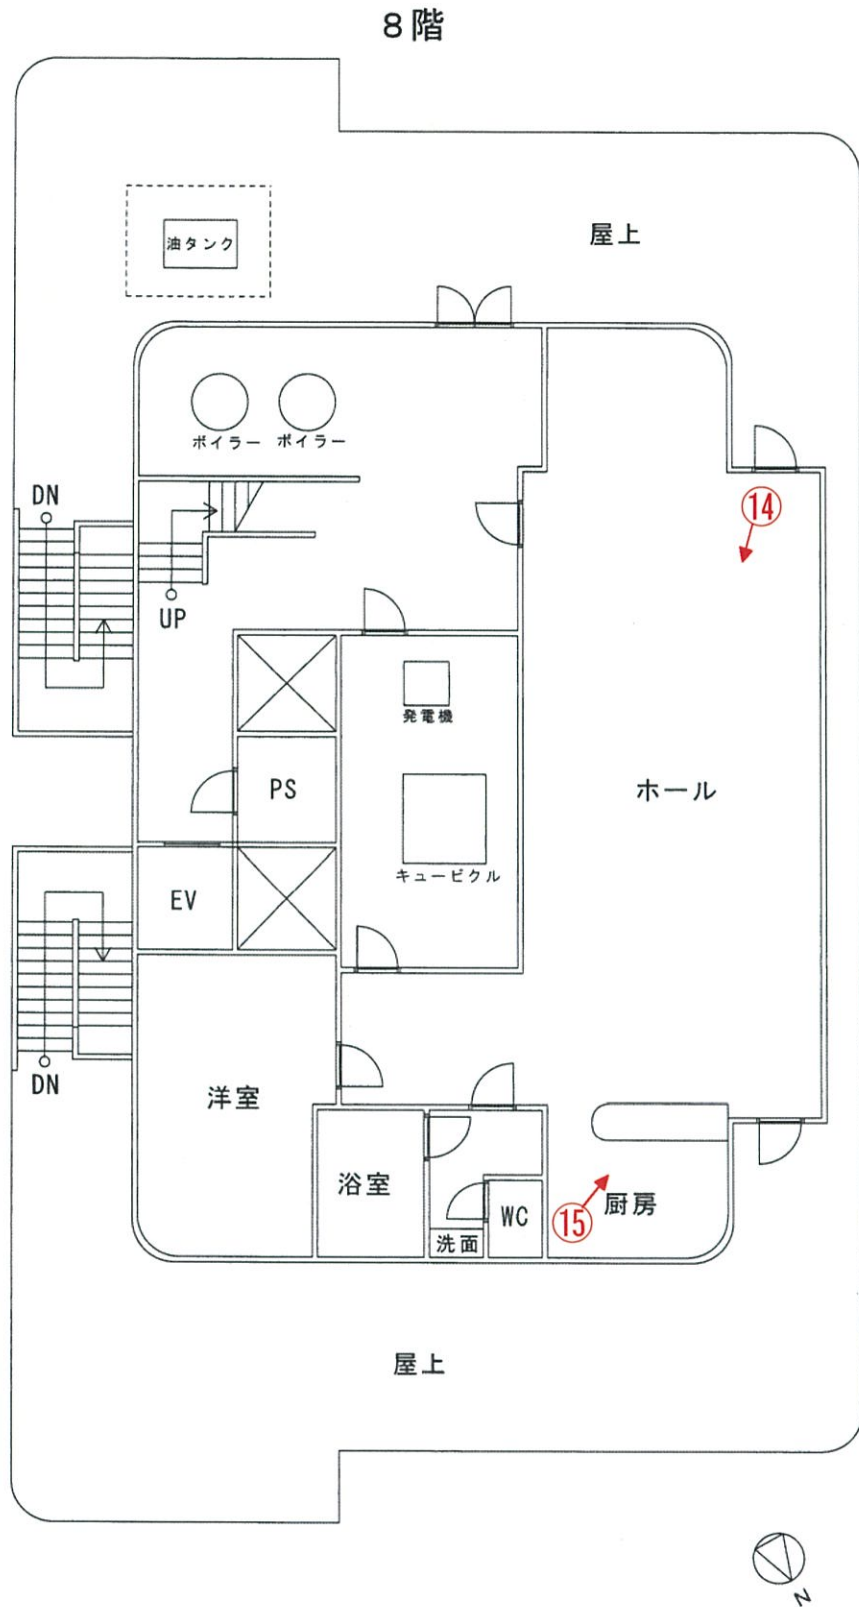 8階
油タンク
屋上
ボイラー ボイラー
DN
⑭
UP
発電機
PS
ホール
キュービクル
EV
DN
洋室
浴室
WC
⑮
厨房
洗面
屋上
N